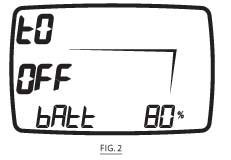 tO
OFF
bAtt 80%
FIG. 2